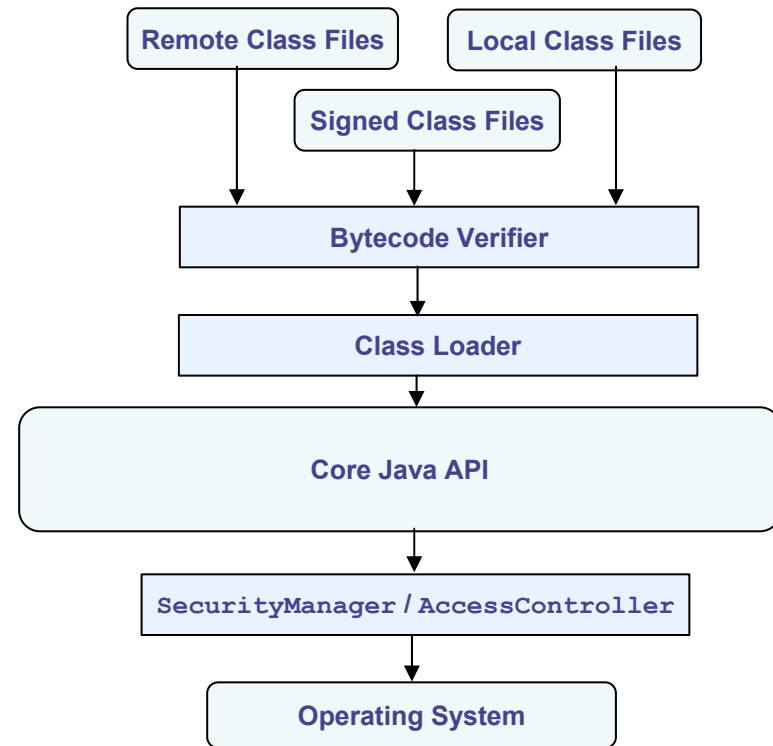 Remote Class Files
Local Class Files
Signed Class Files
Bytecode Verifier
Class Loader
Core Java API
SecurityManager / AccessController
Operating System